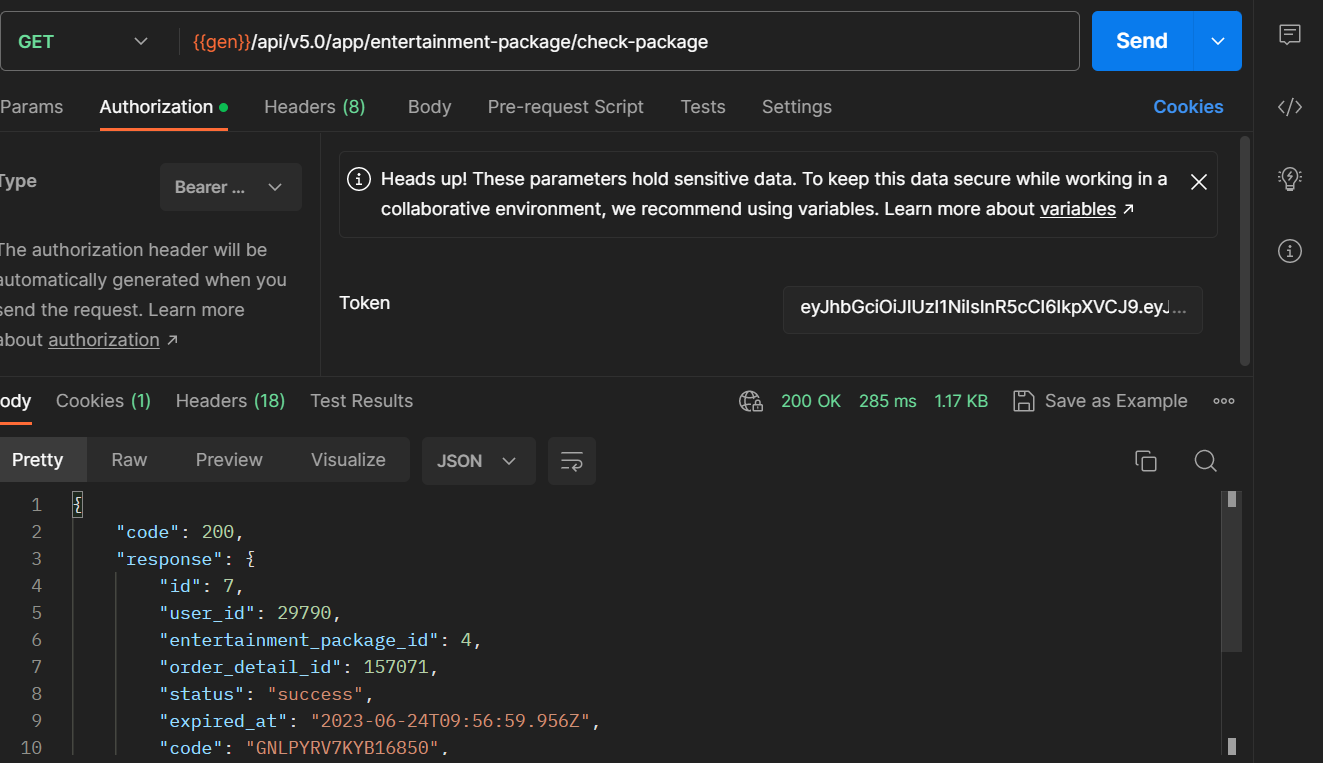 GET {{gen}}/api/v5.0/app/entertainment-package/check-package Send
Params Authorization Headers (8) Body Pre-request Script Tests Settings Cookies
Type Bearer ...
The authorization header will be
automatically generated when you
send the request. Learn more
about authorization ↗
Heads up! These parameters hold sensitive data. To keep this data secure while working in a
collaborative environment, we recommend using variables. Learn more about variables ↗
Token eyJhbGciOiJIUzI1NiIsInR5cCI6IkpXVCJ9.eyJ...
ody Cookies (1) Headers (18) Test Results 200 OK 285 ms 1.17 KB Save as Example
Pretty Raw Preview Visualize JSON
1 {
2 "code": 200,
3 "response": {
4 "id": 7,
5 "user_id": 29790,
6 "entertainment_package_id": 4,
7 "order_detail_id": 157071,
8 "status": "success",
9 "expired_at": "2023-06-24T09:56:59.956Z",
10 "code": "GNLPYRV7KYB16850",